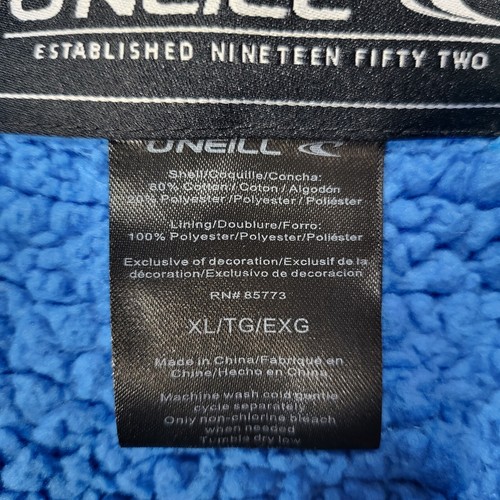 O'NEILL
ESTABLISHED NINETEEN FIFTY TWO
O'NEILL
Shell/Coquille/Concha:
80% Cotton / Coton / Algodón
20% Polyester/Polyester / Poliéster
Lining/Doublure/Forro:
100% Polyester/Polyester/Poliéster
Exclusive of decoration/Exclusif de la
décoration/Exclusivo de decoracion
RN# 85773
XL/TG/EXG
Made in China/Fabriqué en
Chine/Hecho en China
Machine wash cold gentle
cycle separately
Only non-chlorine bleach
when needed
Tumble dry low